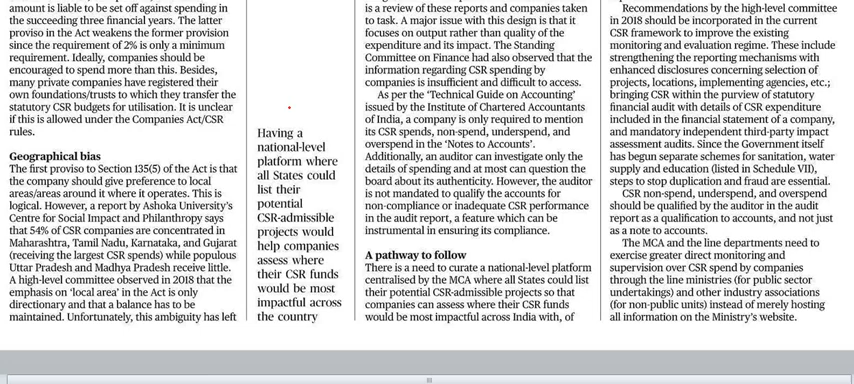 amount is liable to be set off against spending in
the succeeding three financial years. The latter
proviso in the Act weakens the former provision
since the requirement of 2% is only a minimum
requirement. Ideally, companies should be
encouraged to spend more than this. Besides,
many private companies have registered their
own foundations/trusts to which they transfer the
statutory CSR budgets for utilisation. It is unclear
if this is allowed under the Companies Act/CSR
rules.
Geographical bias
The first proviso to Section 135(5) of the Act is that
the company should give preference to local
areas/areas around it where it operates. This is
logical. However, a report by Ashoka University's
Centre for Social Impact and Philanthropy says
that 54% of CSR companies are concentrated in
Maharashtra, Tamil Nadu, Karnataka, and Gujarat
(receiving the largest CSR spends) while populous
Uttar Pradesh and Madhya Pradesh receive little.
A high-level committee observed in 2018 that the
emphasis on 'local area' in the Act is only
directionary and that a balance has to be
maintained. Unfortunately, this ambiguity has left
Having a
national-level
platform where
all States could
list their
potential
CSR-admissible
projects would
help companies
assess where
their CSR funds
would be most
impactful across
the country
is a review of these reports and companies taken
to task. A major issue with this design is that it
focuses on output rather than quality of the
expenditure and its impact. The Standing
Committee on Finance had also observed that the
information regarding CSR spending by
companies is insufficient and difficult to access.
As per the 'Technical Guide on Accounting'
issued by the Institute of Chartered Accountants
of India, a company is only required to mention
its CSR spends, non-spend, underspend, and
overspend in the 'Notes to Accounts'.
Additionally, an auditor can investigate only the
details of spending and at most can question the
board about its authenticity. However, the auditor
is not mandated to qualify the accounts for
non-compliance or inadequate CSR performance
in the audit report, a feature which can be
instrumental in ensuring its compliance.
A pathway to follow
There is a need to curate a national-level platform
centralised by the MCA where all States could list
their potential CSR-admissible projects so that
companies can assess where their CSR funds
would be most impactful across India with, of
Recommendations by the high-level committee
in 2018 should be incorporated in the current
CSR framework to improve the existing
monitoring and evaluation regime. These include
strengthening the reporting mechanisms with
enhanced disclosures concerning selection of
projects, locations, implementing agencies, etc.;
bringing CSR within the purview of statutory
financial audit with details of CSR expenditure
included in the financial statement of a company,
and mandatory independent third-party impact
assessment audits. Since the Government itself
has begun separate schemes for sanitation, water
supply and education (listed in Schedule VII),
steps to stop duplication and fraud are essential.
CSR non-spend, underspend, and overspend
should be qualified by the auditor in the audit
report as a qualification to accounts, and not just
as a note to accounts.
The MCA and the line departments need to
exercise greater direct monitoring and
supervision over CSR spend by companies
through the line ministries (for public sector
undertakings) and other industry associations
(for non-public units) instead of merely hosting
all information on the Ministry's website.